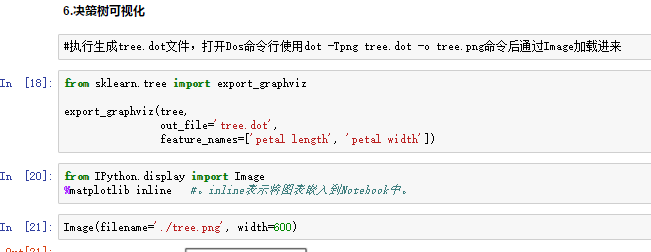 6.决策树可视化
#执行生成tree.dot文件，打开Dos命令行使用dot -Tpng tree.dot -o tree.png命令后通过Image加载进来
In [18]: from sklearn.tree import export_graphviz
export_graphviz(tree,
out_file='tree.dot',
feature_names=['petal length', 'petal width'])
In [20]: from IPython.display import Image
%matplotlib inline #。inline表示将图表嵌入到Notebook中。
In [21]: Image(filename='./tree.png', width=600)
Out[21]: